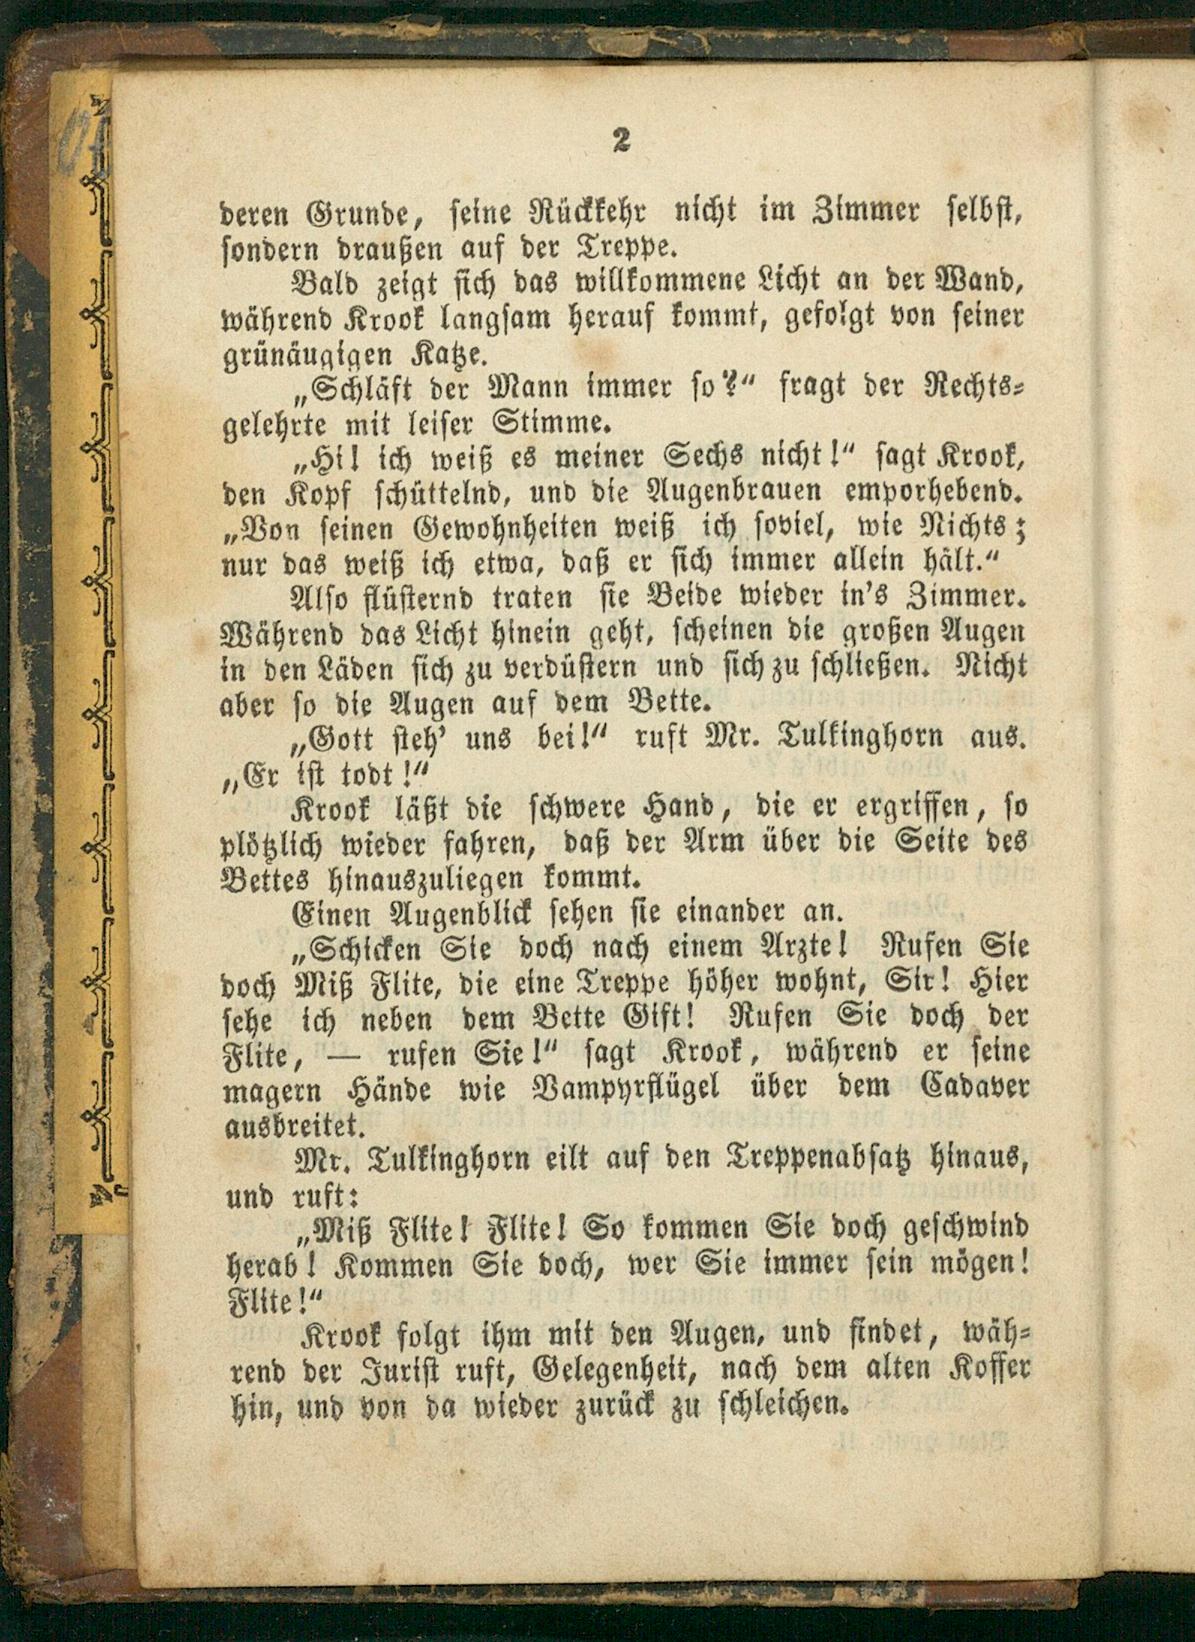 2
deren Grunde, seine Rückkehr nicht im Zimmer selbst,
sondern draußen auf der Treppe.
Bald zeigt sich das willkommene Licht an der Wand,
während Krook langsam herauf kommt, gefolgt von seiner
grünäugigen Katze.
„Schläft der Mann immer so?“ fragt der Rechts-
gelehrte mit leiser Stimme.
„Hi! ich weiß es meiner Sechs nicht!“ sagt Krook,
den Kopf schüttelnd, und die Augenbrauen emporhebend.
„Von seinen Gewohnheiten weiß ich soviel, wie Nichts;
nur das weiß ich etwa, daß er sich immer allein hält.“
Also flüsternd traten sie Beide wieder in's Zimmer.
Während das Licht hinein geht, scheinen die großen Augen
in den Läden sich zu verdüstern und sich zu schließen. Nicht
aber so die Augen auf dem Bette.
„Gott steh' uns bei!“ ruft Mr. Tulkinghorn aus.
„Er ist todt!“
Krook läßt die schwere Hand, die er ergriffen, so
plötzlich wieder fahren, daß der Arm über die Seite des
Bettes hinauszuliegen kommt.
Einen Augenblick sehen sie einander an.
„Schicken Sie doch nach einem Arzte! Rufen Sie
doch Miß Flite, die eine Treppe höher wohnt, Sir! Hier
sehe ich neben dem Bette Gift! Rufen Sie doch der
Flite, — rufen Sie!“ sagt Krook, während er seine
magern Hände wie Vampyrflügel über dem Cadaver
ausbreitet.
Mr. Tulkinghorn eilt auf den Treppenabsatz hinaus,
und ruft:
„Miß Flite! Flite! So kommen Sie doch geschwind
herab! Kommen Sie doch, wer Sie immer sein mögen!
Flite!“
Krook folgt ihm mit den Augen, und findet, wäh-
rend der Jurist ruft, Gelegenheit, nach dem alten Koffer
hin, und von da wieder zurück zu schleichen.